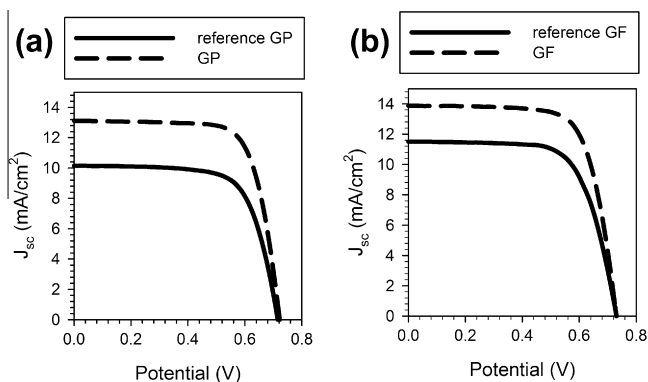 (a)
reference GP
GP
14
12
10
8
6
4
2
0
J_sc (mA/cm²)
0.0 0.2 0.4 0.6 0.8
Potential (V)
(b)
reference GF
GF
14
12
10
8
6
4
2
0
J_sc (mA/cm²)
0.0 0.2 0.4 0.6 0.8
Potential (V)